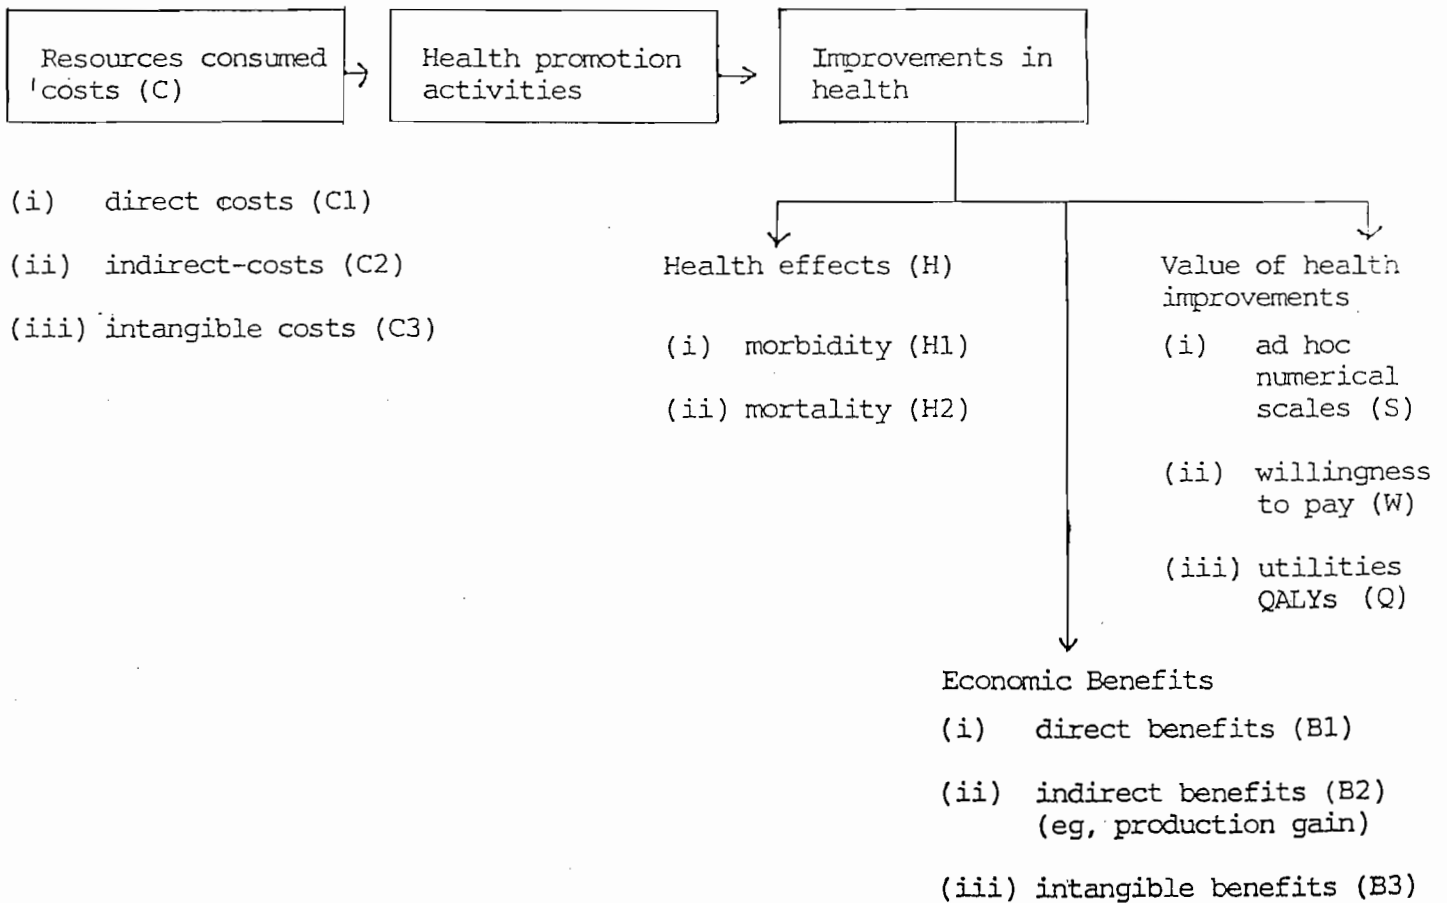 Resources consumed
costs (C)
Health promotion
activities
Improvements in
health
(i) direct costs (C1)
(ii) indirect-costs (C2)
(iii) intangible costs (C3)
Health effects (H)
(i) morbidity (H1)
(ii) mortality (H2)
Value of health
improvements
(i) ad hoc
numerical
scales (S)
(ii) willingness
to pay (W)
(iii) utilities
QALYs (Q)
Economic Benefits
(i) direct benefits (B1)
(ii) indirect benefits (B2)
(eg, production gain)
(iii) intangible benefits (B3)